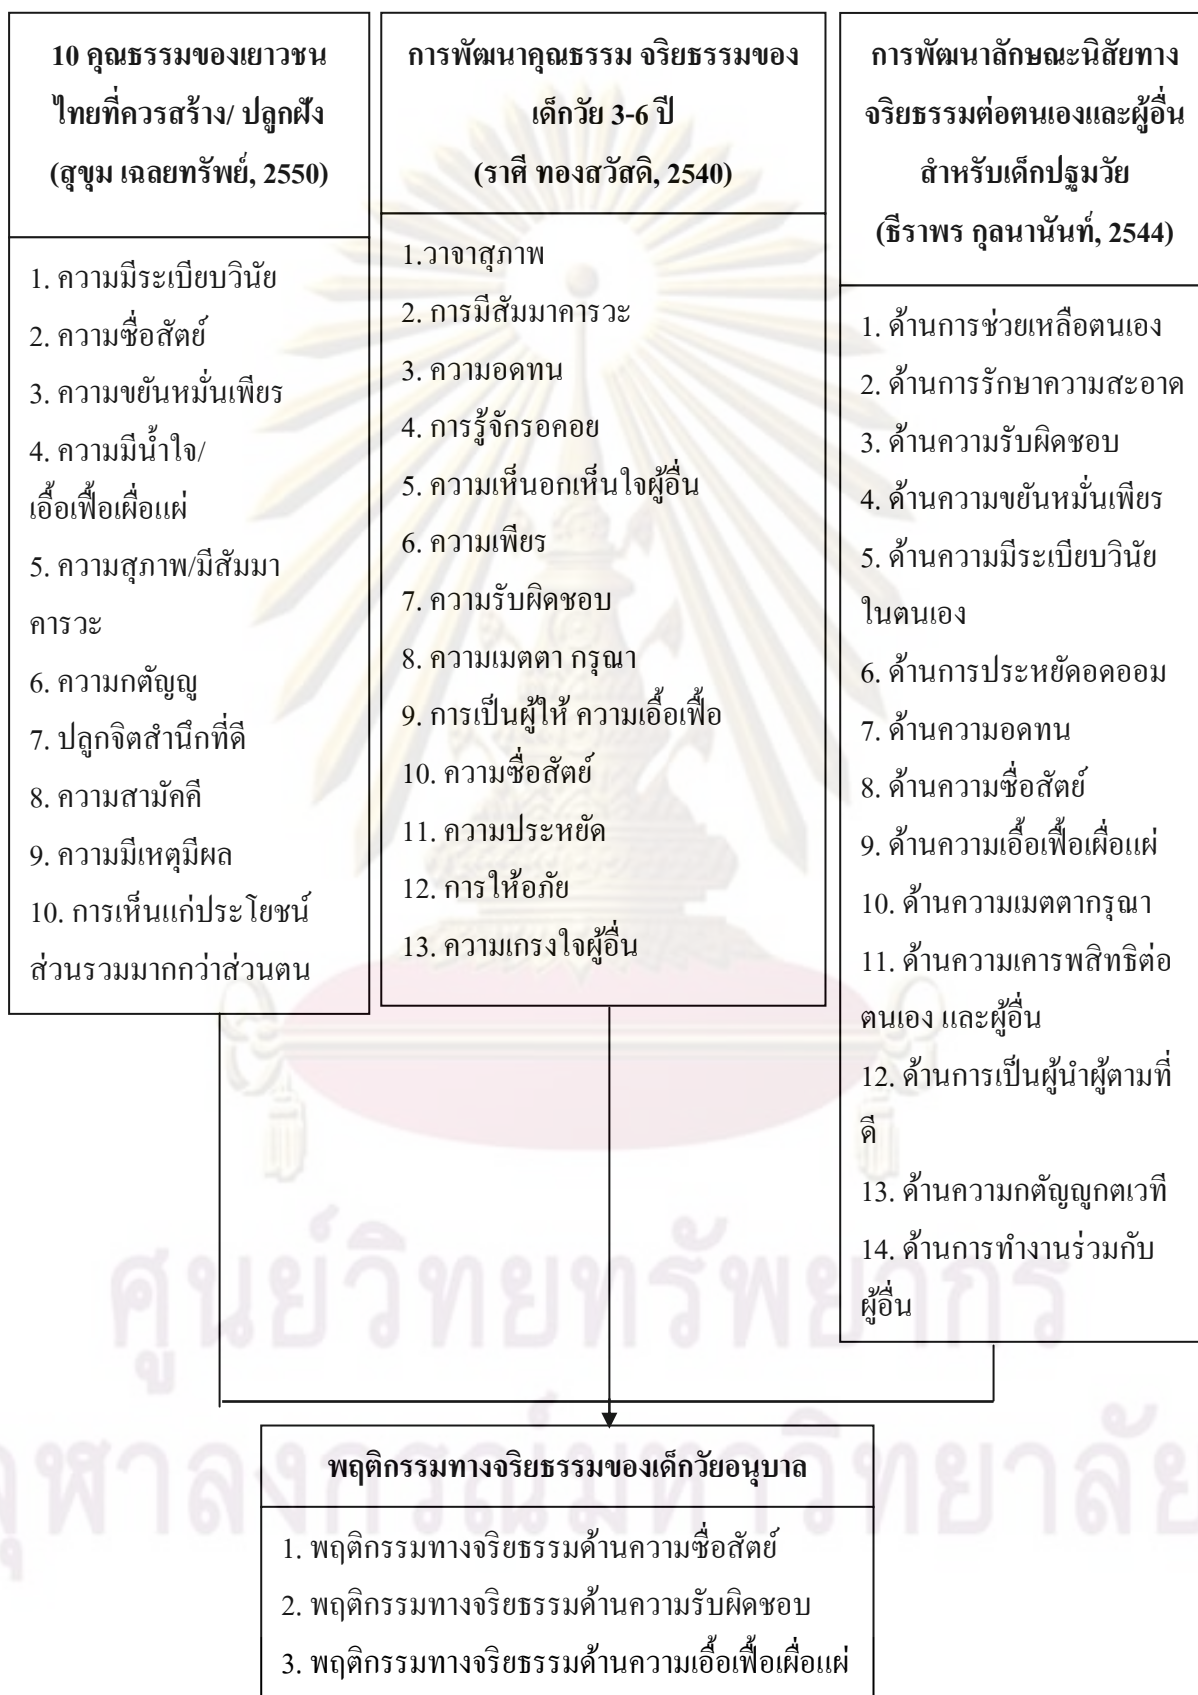 10 คุณธรรมของเยาวชน
ไทยที่ควรสร้าง/ ปลูกฝัง
(สุขุม เฉลยทรัพย์, 2550)
1. ความมีระเบียบวินัย
2. ความซื่อสัตย์
3. ความขยันหมั่นเพียร
4. ความมีน้ำใจ/
เอื้อเฟื้อเผื่อแผ่
5. ความสุภาพ/มีสัมมา
คารวะ
6. ความกตัญญู
7. ปลูกจิตสำนึกที่ดี
8. ความสามัคคี
9. ความมีเหตุมีผล
10. การเห็นแก่ประโยชน์
ส่วนรวมมากกว่าส่วนตน
การพัฒนาคุณธรรม จริยธรรมของ
เด็กวัย 3-6 ปี
(ราศี ทองสวัสดิ, 2540)
1.วาจาสุภาพ
2. การมีสัมมาคารวะ
3. ความอดทน
4. การรู้จักรอคอย
5. ความเห็นอกเห็นใจผู้อื่น
6. ความเพียร
7. ความรับผิดชอบ
8. ความเมตตา กรุณา
9. การเป็นผู้ให้ ความเอื้อเฟื้อ
10. ความซื่อสัตย์
11. ความประหยัด
12. การให้อภัย
13. ความเกรงใจผู้อื่น
การพัฒนาลักษณะนิสัยทาง
จริยธรรมต่อตนเองและผู้อื่น
สำหรับเด็กปฐมวัย
(ธีราพร กุลนานันท์, 2544)
1. ด้านการช่วยเหลือตนเอง
2. ด้านการรักษาความสะอาด
3. ด้านความรับผิดชอบ
4. ด้านความขยันหมั่นเพียร
5. ด้านความมีระเบียบวินัย
ในตนเอง
6. ด้านการประหยัดอดออม
7. ด้านความอดทน
8. ด้านความซื่อสัตย์
9. ด้านความเอื้อเฟื้อเผื่อแผ่
10. ด้านความเมตตากรุณา
11. ด้านความเคารพสิทธิต่อ
ตนเอง และผู้อื่น
12. ด้านการเป็นผู้นำผู้ตามที่
ดี
13. ด้านความกตัญญูกตเวที
14. ด้านการทำงานร่วมกับ
ผู้อื่น
ศูนย์วิทยทรัพยากร
จุฬาลงกรณ์มหาวิทยาลัย
พฤติกรรมทางจริยธรรมของเด็กวัยอนุบาล
1. พฤติกรรมทางจริยธรรมด้านความซื่อสัตย์
2. พฤติกรรมทางจริยธรรมด้านความรับผิดชอบ
3. พฤติกรรมทางจริยธรรมด้านความเอื้อเฟื้อเผื่อแผ่